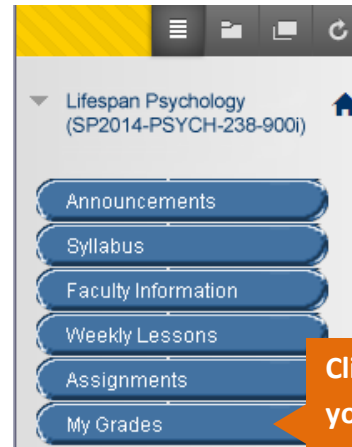 Lifespan Psychology
(SP2014-PSYCH-238-900i)
Announcements
Syllabus
Faculty Information
Weekly Lessons
Assignments
My Grades